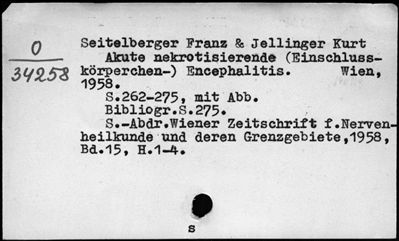 0
34258
Seitelberger Franz & Jellinger Kurt
Akute nekrotisierende (Einschluss-
körperchen-) Encephalitis. Wien,
1958.
S.262-275, mit Abb.
Bibliogr.S.275.
S.-Abdr.Wiener Zeitschrift f.Nerven-
heilkunde und deren Grenzgebiete,1958,
Bd.15, H.1-4.
s